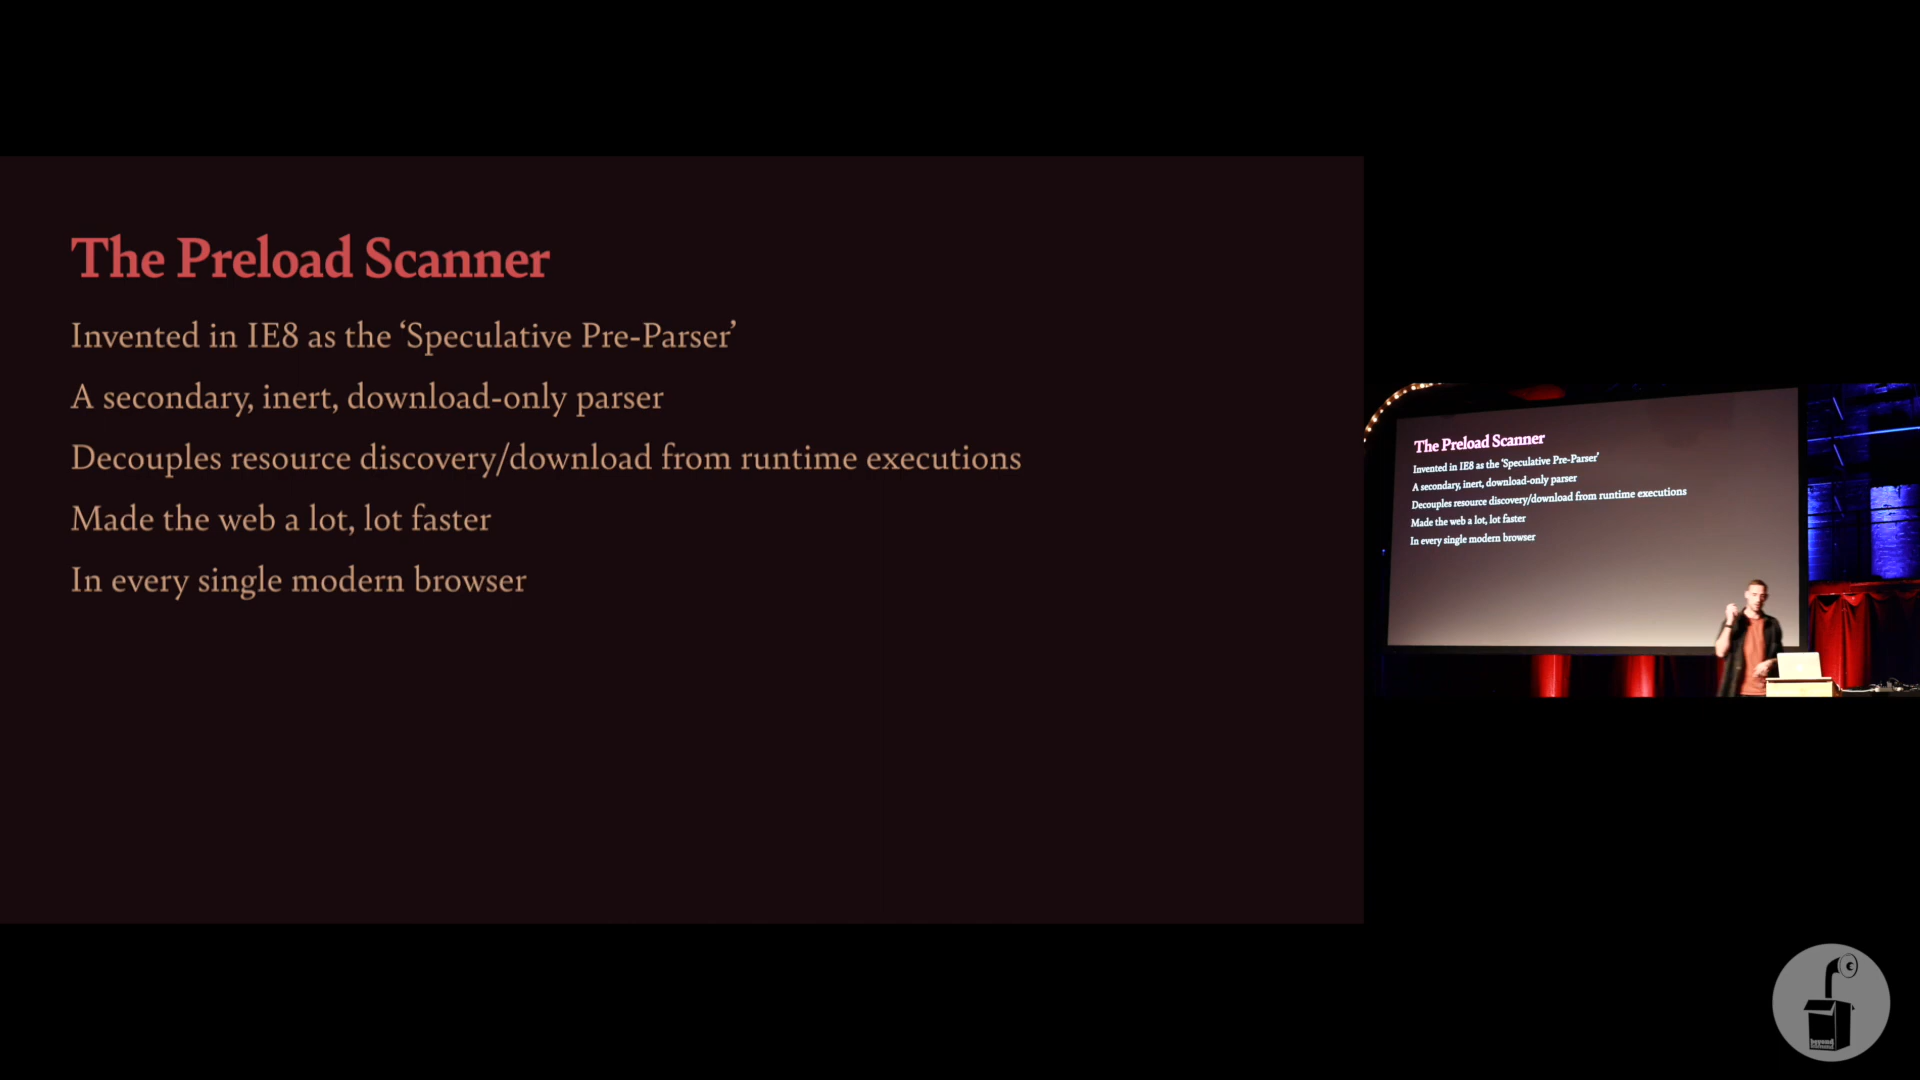 The Preload Scanner
Invented in IE8 as the ‘Speculative Pre-Parser’
A secondary, inert, download-only parser
Decouples resource discovery/download from runtime executions
Made the web a lot, lot faster
In every single modern browser
The Preload Scanner
Invented in IE8 as the ‘Speculative Pre-Parser’
A secondary, inert, download-only parser
Decouples resource discovery/download from runtime executions
Made the web a lot, lot faster
In every single modern browser
beyond